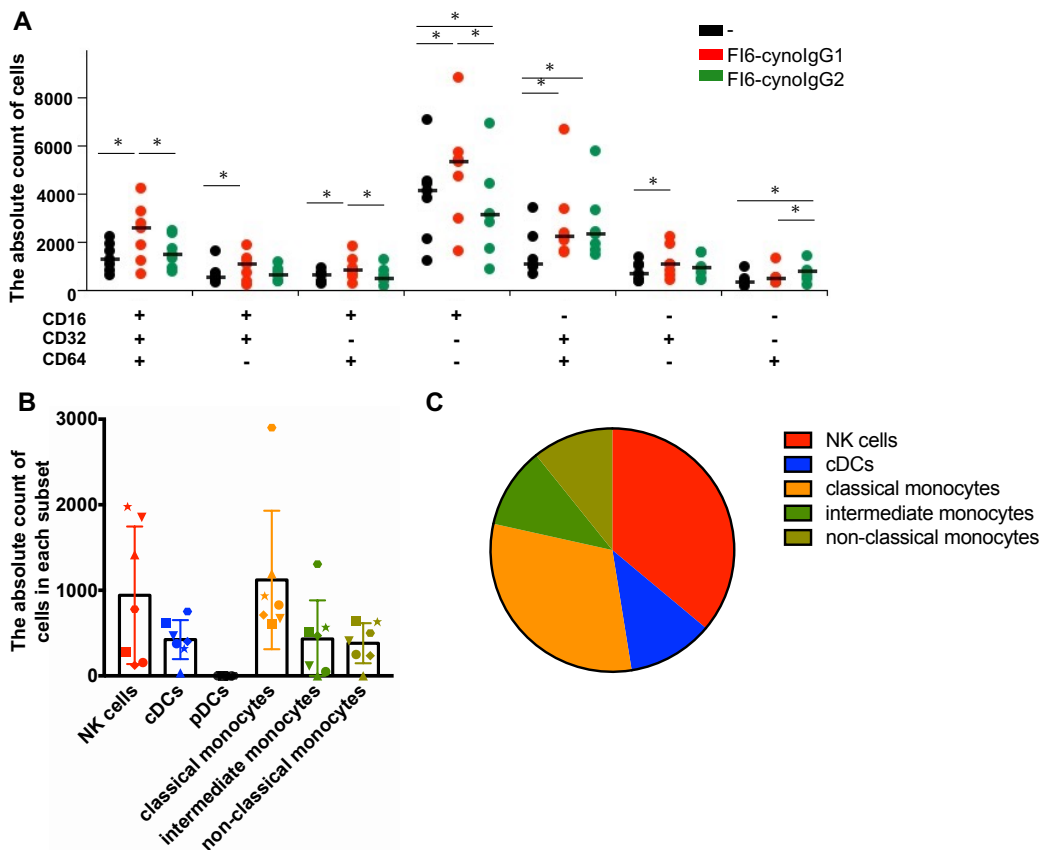 A
-
FI6-cynoIgG1
FI6-cynoIgG2
The absolute count of cells
8000
6000
4000
2000
0
* *
*
* *
*
* *
*
*
*
*
*
CD16 + + + + - - -
CD32 + + - - + + -
CD64 + - + - + - +
B
The absolute count of
cells in each subset
3000
2000
1000
0
NK cells
cDCs
pDCs
classical monocytes
intermediate monocytes
non-classical monocytes
C
NK cells
cDCs
classical monocytes
intermediate monocytes
non-classical monocytes